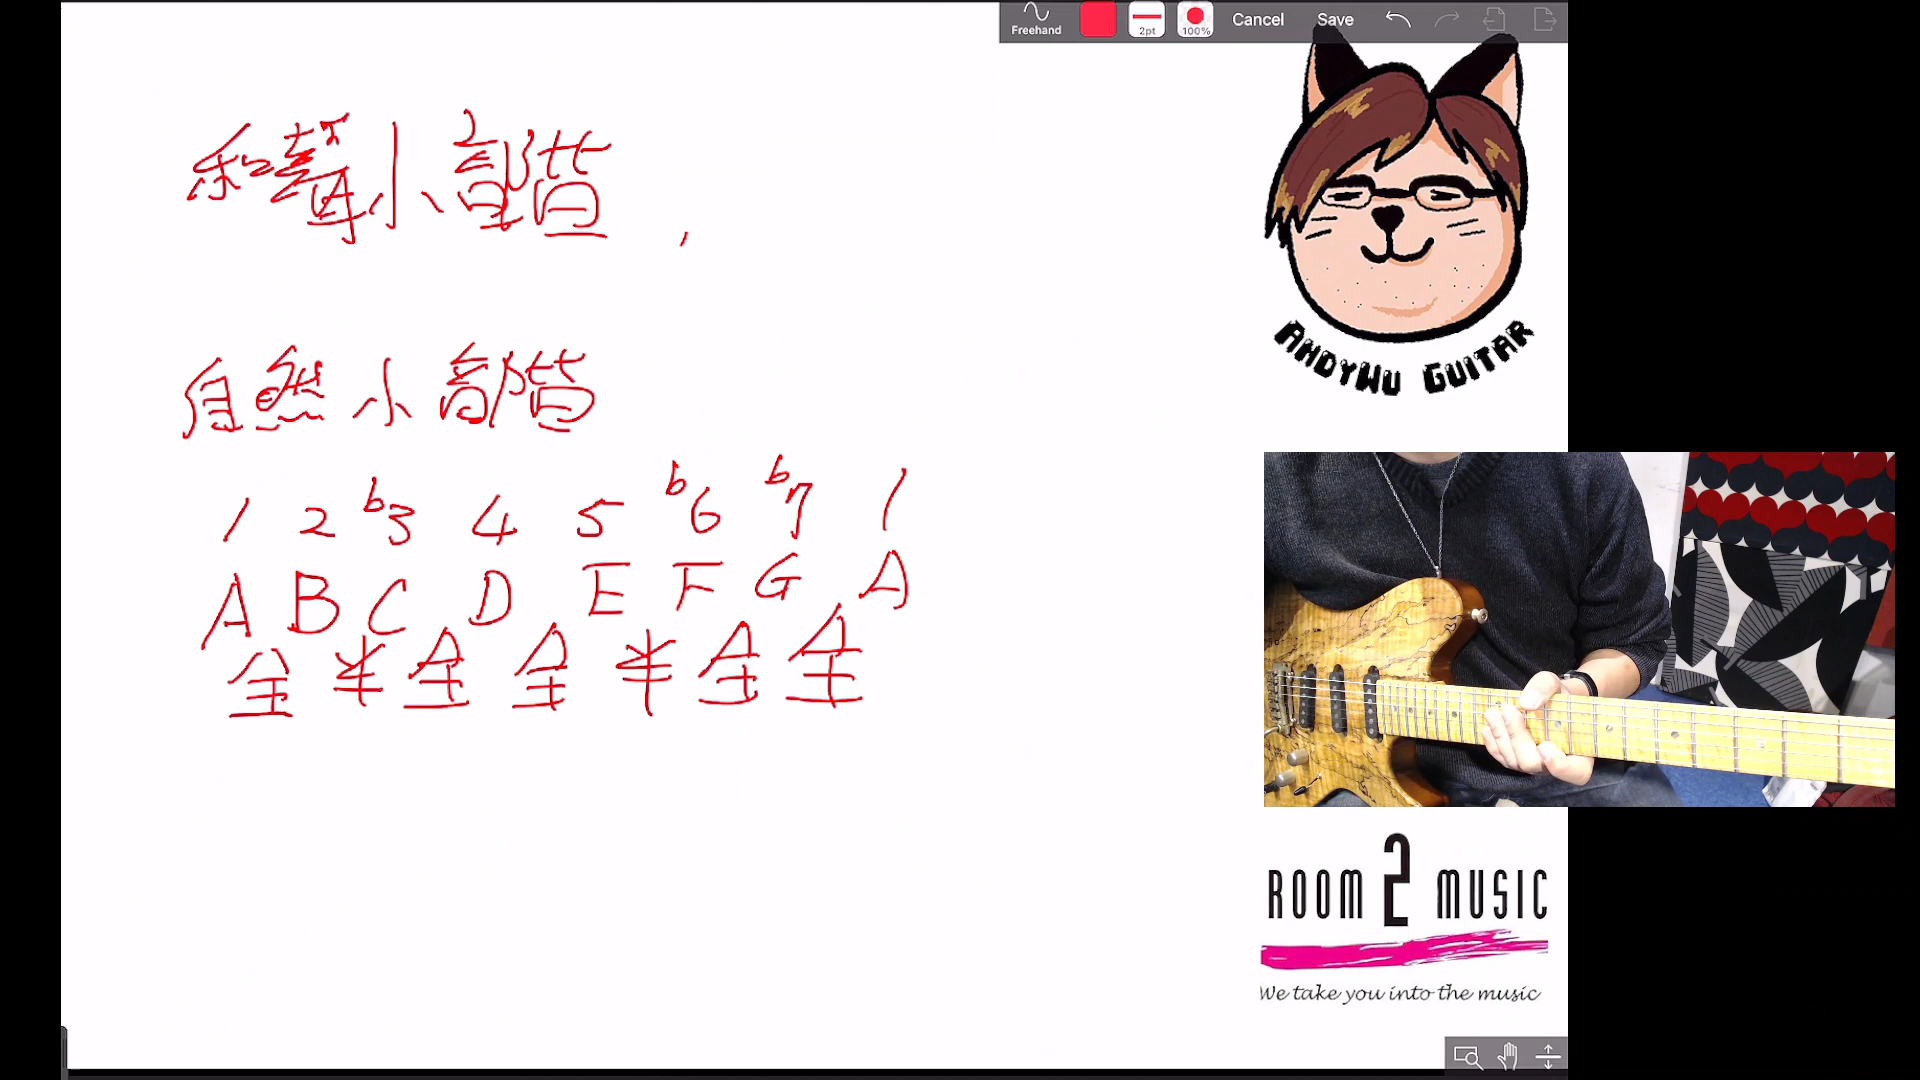 Freehand 2pt 100% Cancel Save
和聲小音階
自然小音階
1 2 b3 4 5 b6 b7 1
A B C D E F G A
全 半 全 全 半 全 全
ANDYWU GUITAR
ROOM 2 MUSIC
We take you into the music